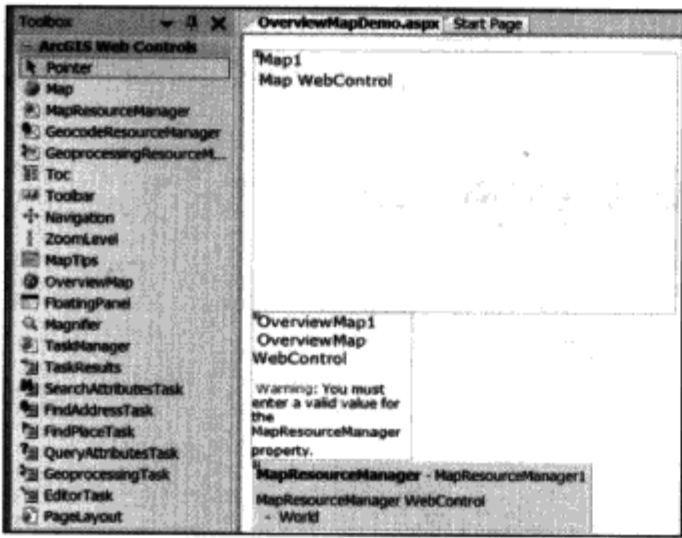 Toolbox
ArcGIS Web Controls
Pointer
Map
MapResourceManager
GeocodeResourceManager
GeoprocessingResourceM...
Toc
Toolbar
Navigation
ZoomLevel
MapTips
OverviewMap
FloatingPanel
Magnifier
TaskManager
TaskResults
SearchAttributesTask
FindAddressTask
FindPlaceTask
QueryAttributesTask
GeoprocessingTask
EditorTask
PageLayout
OverviewMapDemo.aspx Start Page
Map1
Map WebControl
OverviewMap1
OverviewMap
WebControl
Warning: You must
enter a valid value for
the
MapResourceManager
property.
MapResourceManager - MapResourceManager1
MapResourceManager WebControl
- World